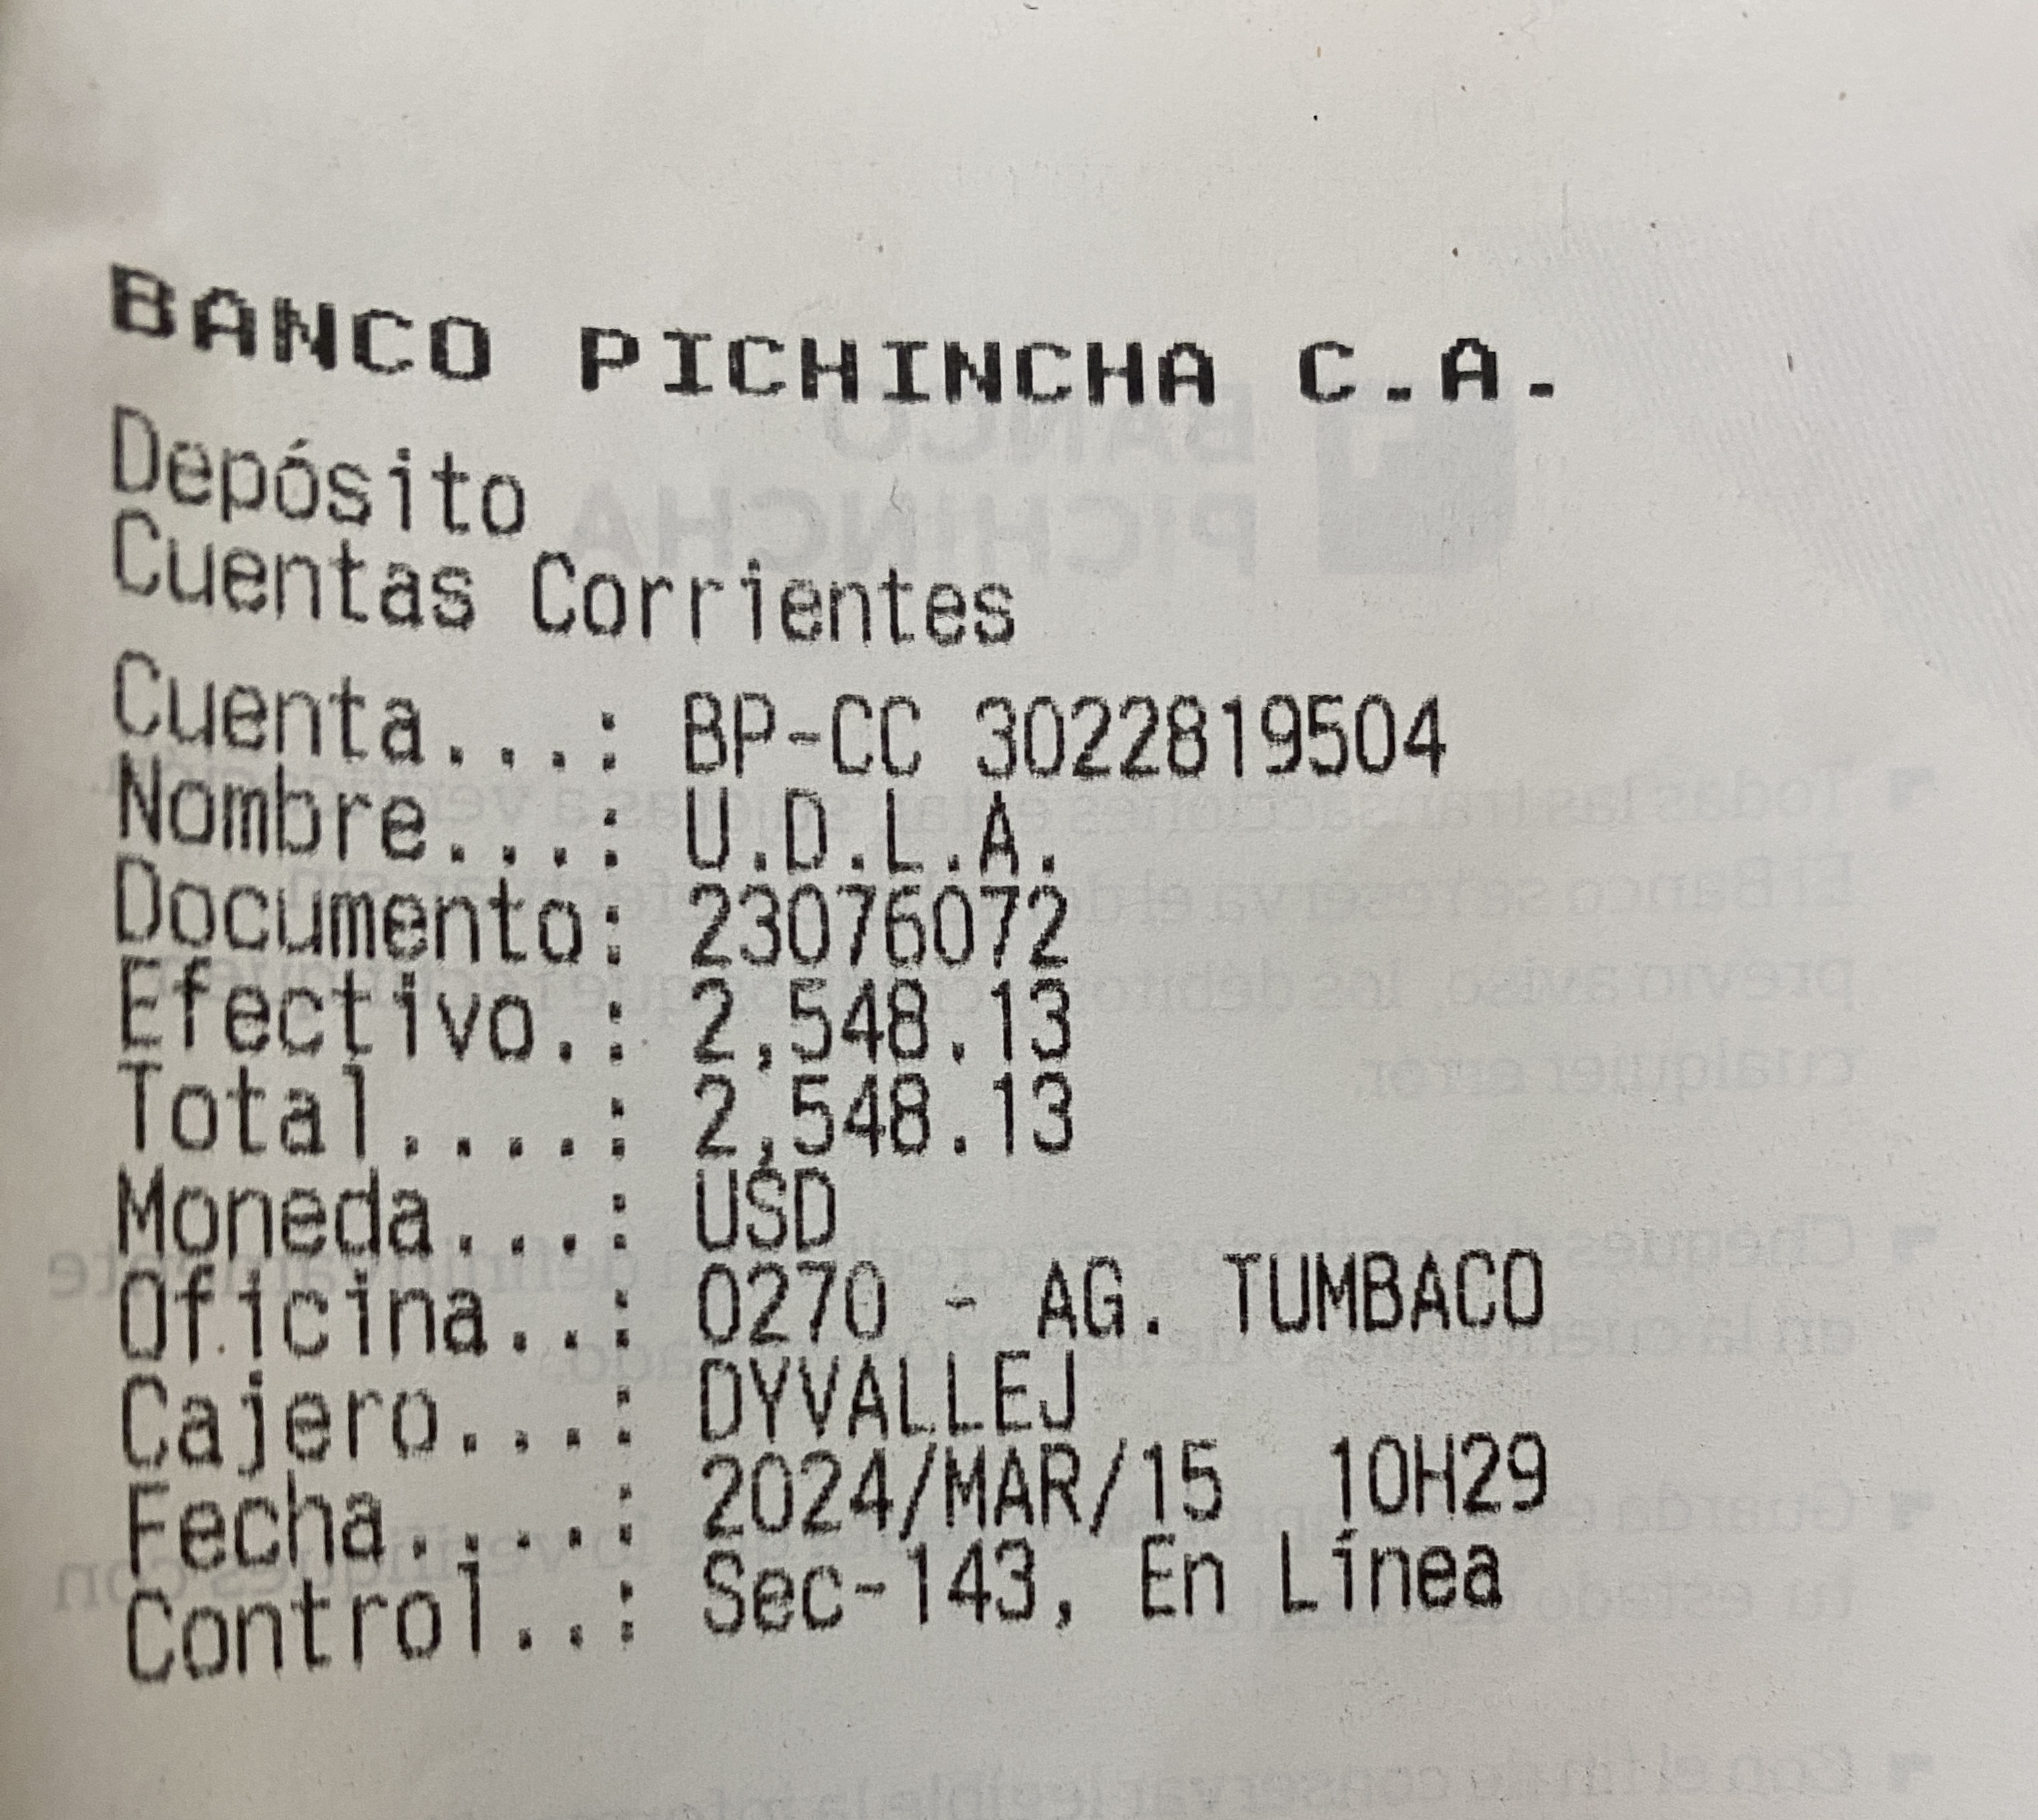 BANCO PICHINCHA C.A.
Depósito
Cuentas Corrientes
Cuenta...: BP-CC 3022819504
Nombre...: U.D.L.A.
Documento: 23076072
Efectivo.: 2,548.13
Total....: 2,548.13
Moneda...: USD
Oficina..: 0270 - AG. TUMBACO
Cajero...: DYVALLEJ
Fecha....: 2024/MAR/15 10H29
Control..: Sec-143, En Línea